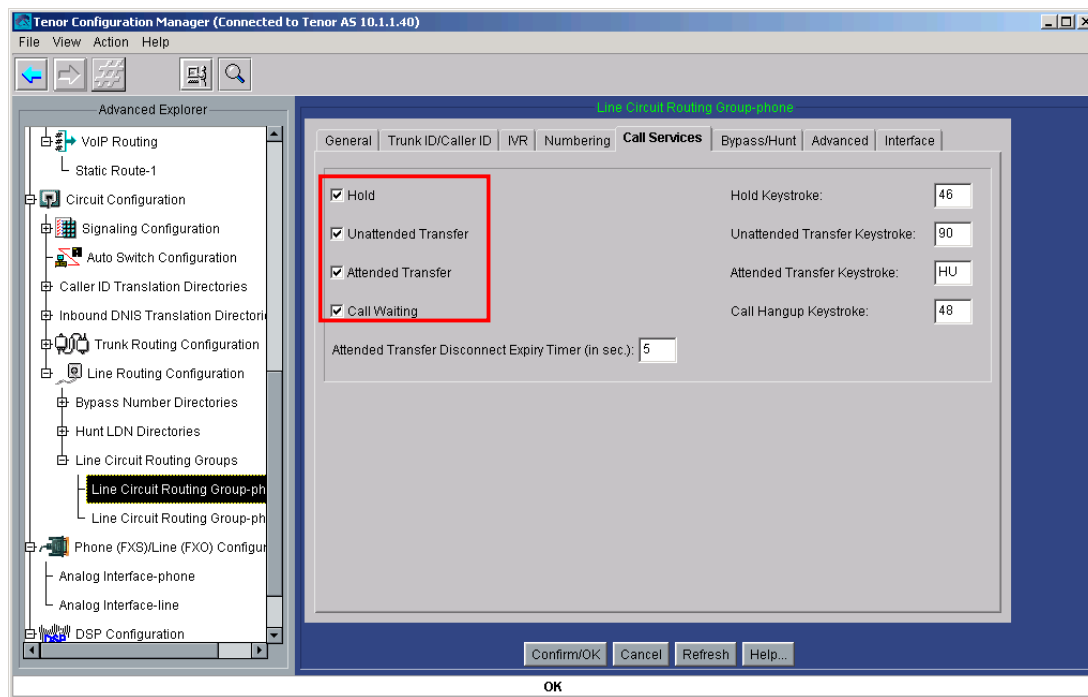 Tenor Configuration Manager (Connected to Tenor AS 10.1.1.40)
File View Action Help
Advanced Explorer
VoIP Routing
Static Route-1
Circuit Configuration
Signaling Configuration
Auto Switch Configuration
Caller ID Translation Directories
Inbound DNIS Translation Directori
Trunk Routing Configuration
Line Routing Configuration
Bypass Number Directories
Hunt LDN Directories
Line Circuit Routing Groups
Line Circuit Routing Group-ph
Line Circuit Routing Group-ph
Phone (FXS)/Line (FXO) Configur
Analog Interface-phone
Analog Interface-line
DSP Configuration
Line Circuit Routing Group-phone
General Trunk ID/Caller ID IVR Numbering Call Services Bypass/Hunt Advanced Interface
Hold Hold Keystroke: 46
Unattended Transfer Unattended Transfer Keystroke: 90
Attended Transfer Attended Transfer Keystroke: HU
Call Waiting Call Hangup Keystroke: 48
Attended Transfer Disconnect Expiry Timer (in sec.): 5
Confirm/OK Cancel Refresh Help...
OK